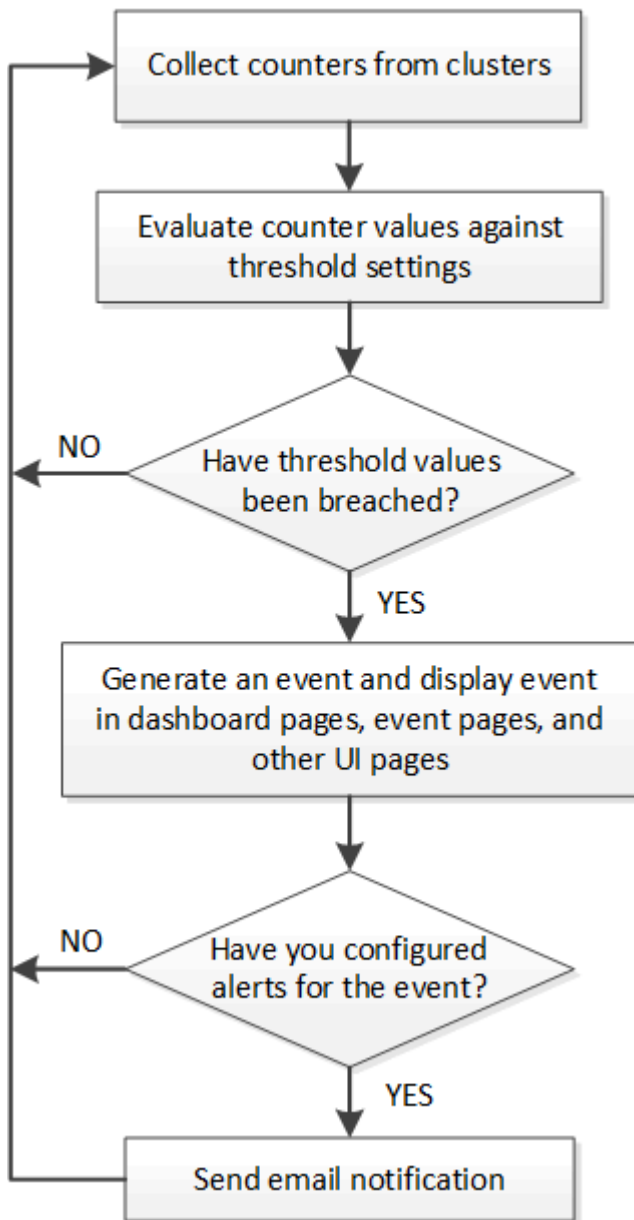 Collect counters from clusters
Evaluate counter values against
threshold settings
NO
Have threshold values
been breached?
YES
Generate an event and display event
in dashboard pages, event pages, and
other UI pages
NO
Have you configured
alerts for the event?
YES
Send email notification